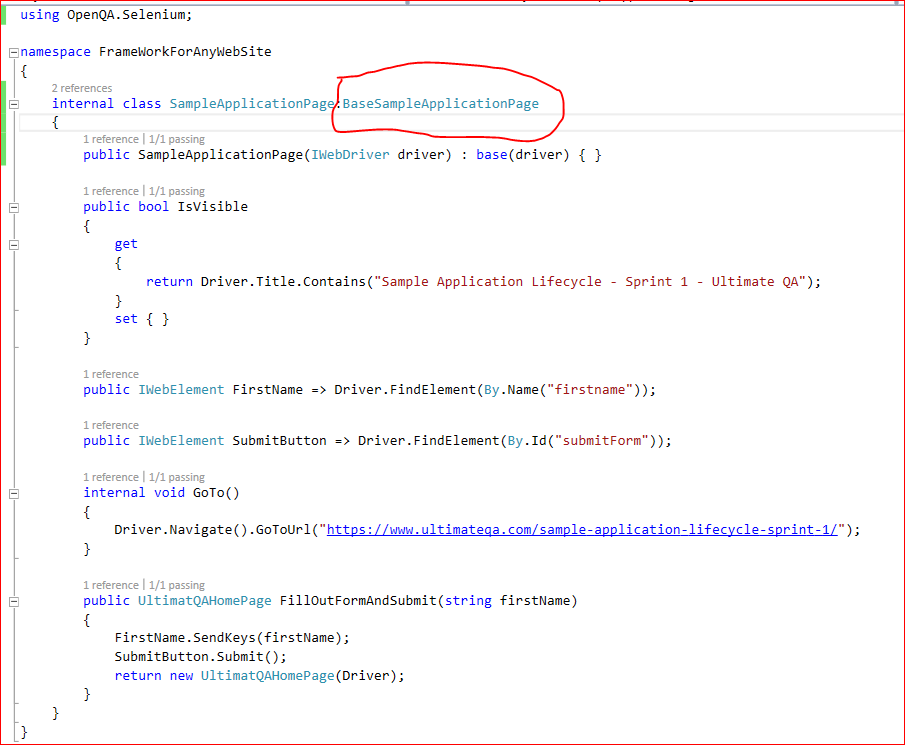 using OpenQA.Selenium;
namespace FrameWorkForAnyWebSite
{
2 references
internal class SampleApplicationPage:BaseSampleApplicationPage
{
1 reference | 1/1 passing
public SampleApplicationPage(IWebDriver driver) : base(driver) { }
1 reference | 1/1 passing
public bool IsVisible
{
get
{
return Driver.Title.Contains("Sample Application Lifecycle - Sprint 1 - Ultimate QA");
}
set { }
}
1 reference
public IWebElement FirstName => Driver.FindElement(By.Name("firstname"));
1 reference
public IWebElement SubmitButton => Driver.FindElement(By.Id("submitForm"));
1 reference | 1/1 passing
internal void GoTo()
{
Driver.Navigate().GoToUrl("https://www.ultimateqa.com/sample-application-lifecycle-sprint-1/");
}
1 reference | 1/1 passing
public UltimatQAHomePage FillOutFormAndSubmit(string firstName)
{
FirstName.SendKeys(firstName);
SubmitButton.Submit();
return new UltimatQAHomePage(Driver);
}
}
}